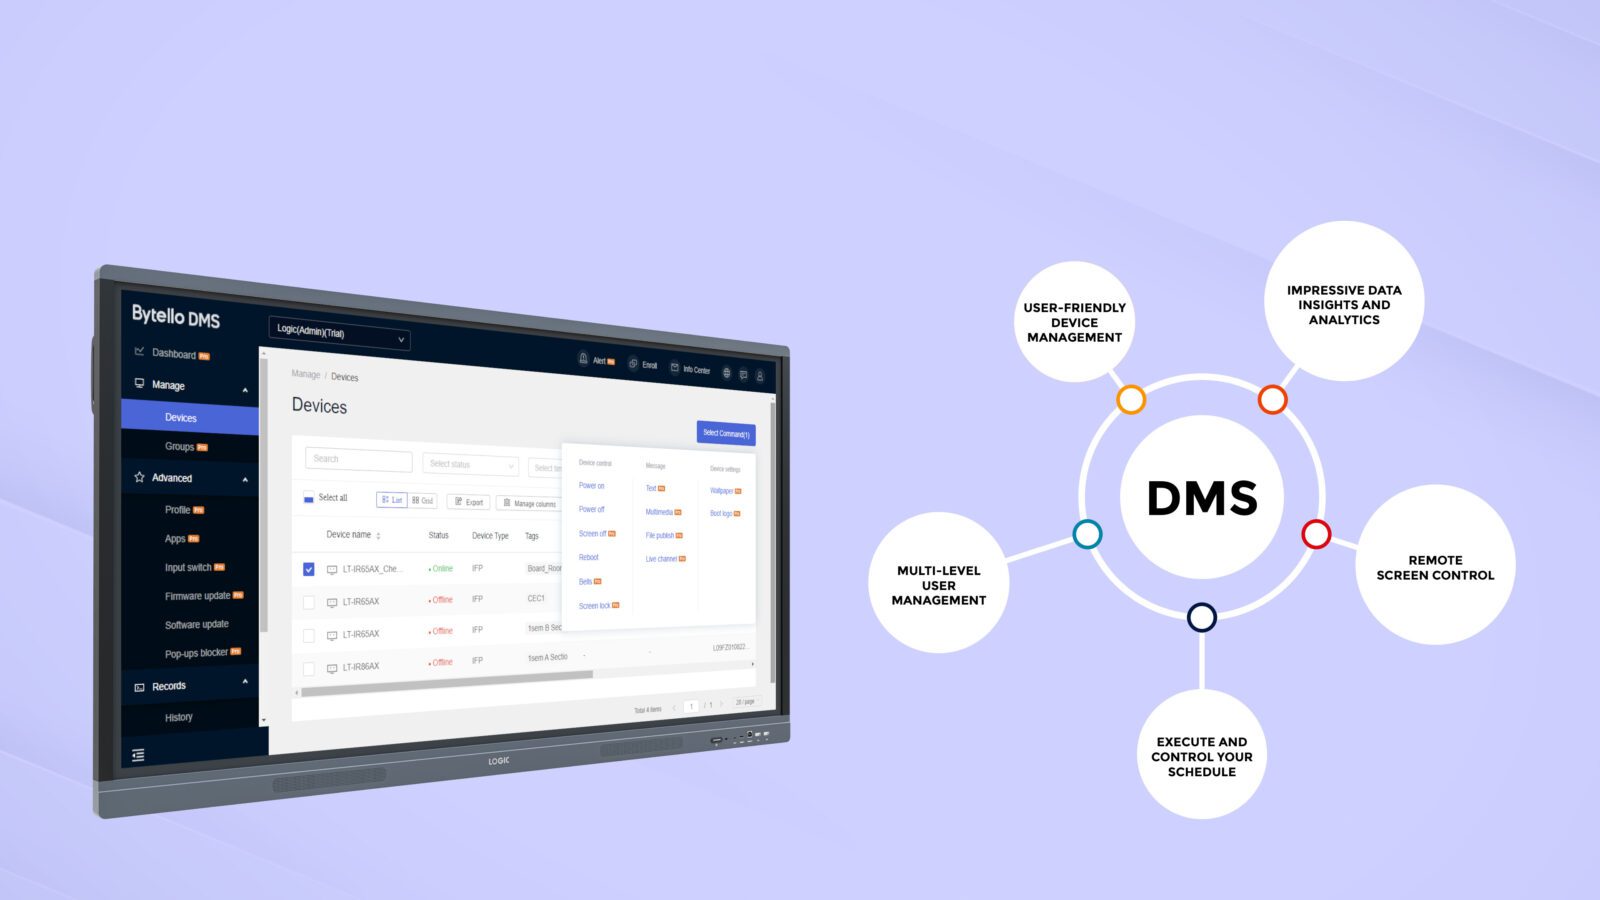 Bytello DMS
Logic(Admin)(Trial)
Alert Pro
Enroll
Info Center
Dashboard Pro
Manage
Devices
Groups Pro
Advanced
Profile Pro
Apps Pro
Input switch Pro
Firmware update Pro
Software update
Pop-ups blocker Pro
Records
History
Manage / Devices
Devices
Select Command(1)
Search
Select status
Select
Select all
List
Grid
Export
Manage columns
Device name
Status
Device Type
Tags
LT-IR65AX_Che...
Online
IFP
Board_Room
LT-IR65AX
Offline
IFP
CEC1
LT-IR65AX
Offline
IFP
1sem B Sec
LT-IR86AX
Offline
IFP
1sem A Sectio
-
-
L09FZ010822...
Total 4 items
1 / 1
20 / page
Device control
Power on
Power off
Screen off Pro
Reboot
Bells Pro
Screen lock Pro
Message
Text Pro
Multimedia Pro
File publish Pro
Live channel Pro
Device settings
Wallpaper Pro
Boot logo Pro
LOGIC
USER-FRIENDLY
DEVICE
MANAGEMENT
IMPRESSIVE DATA
INSIGHTS AND
ANALYTICS
DMS
MULTI-LEVEL
USER
MANAGEMENT
REMOTE
SCREEN CONTROL
EXECUTE AND
CONTROL YOUR
SCHEDULE